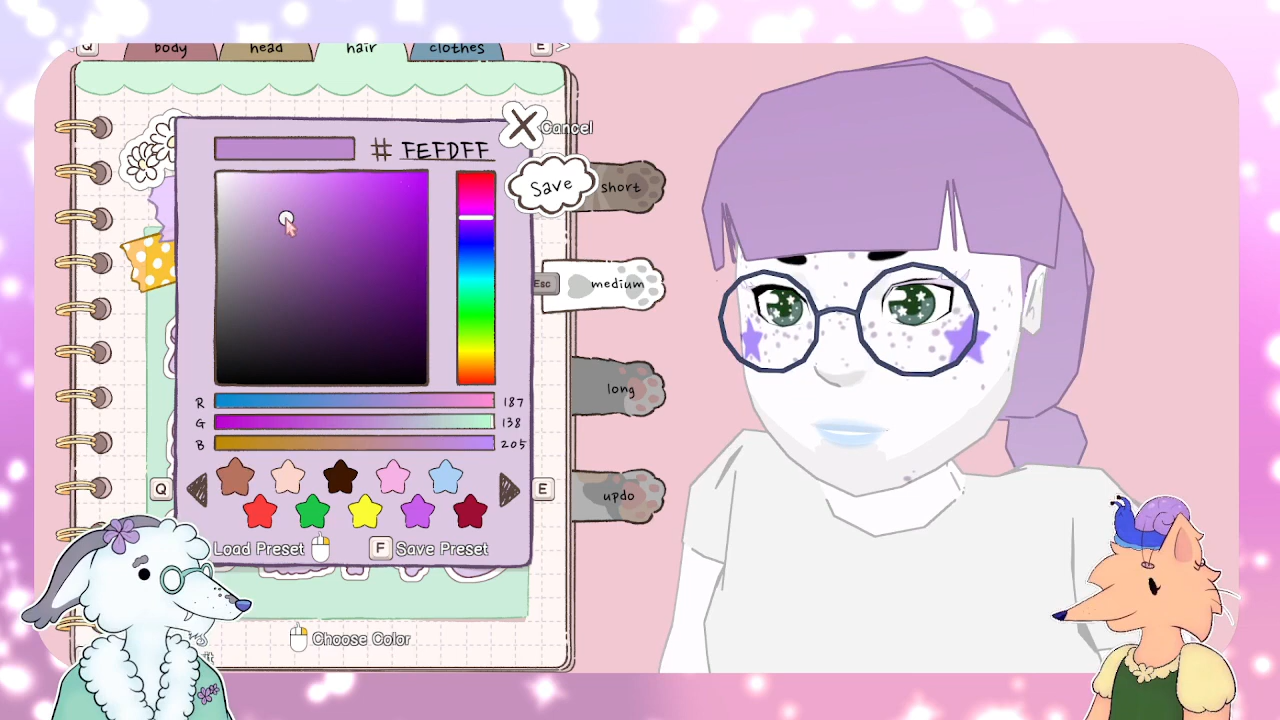 Q body head hair clothes E >
Cancel
# FEFDFF
Save
short
Esc medium
R 187
G 138
B 205
long
Q E
updo
Load Preset F Save Preset
Choose Color